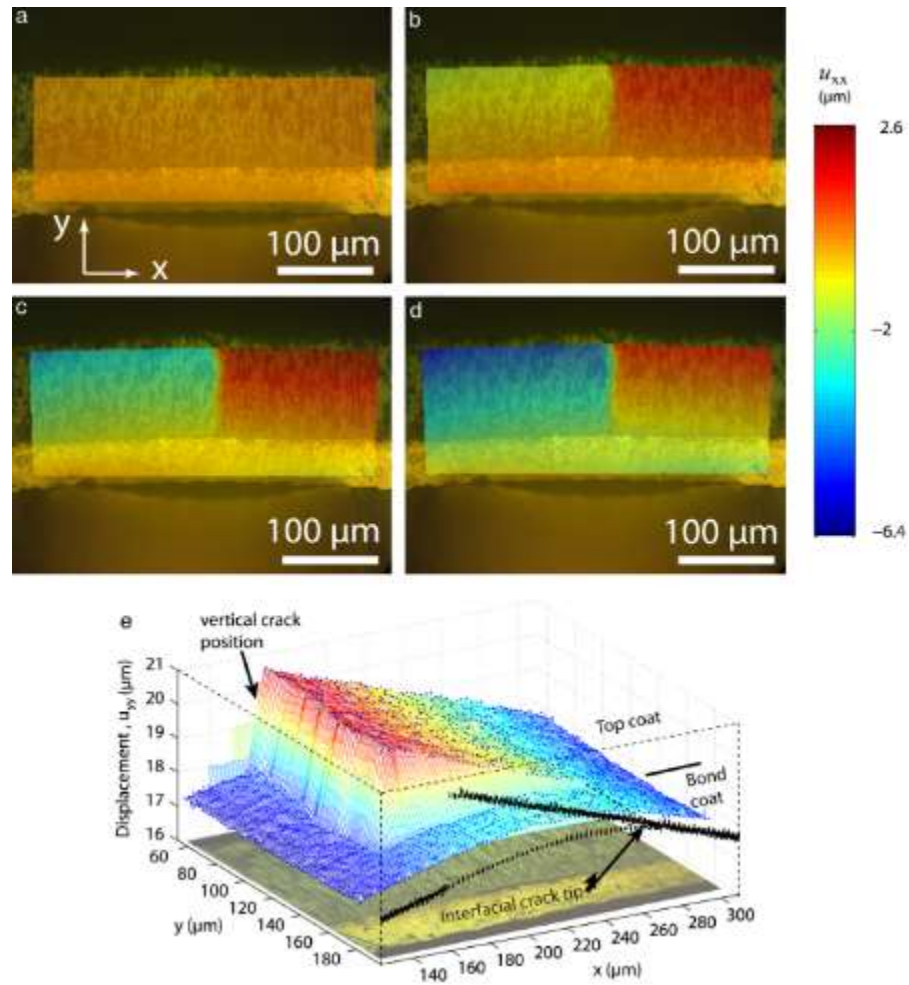 a
y
x
100 µm
b
100 µm
u xx
(µm)
2.6
−2
−6.4
c
100 µm
d
100 µm
e
vertical crack
position
21
20
19
18
17
16
Displacement , u yy (µm)
Top coat
Bond
coat
Interfacial crack tip
60
80
100
120
140
160
180
y (µm)
140
160
180
200
220
240
260
280
300
x (µm)